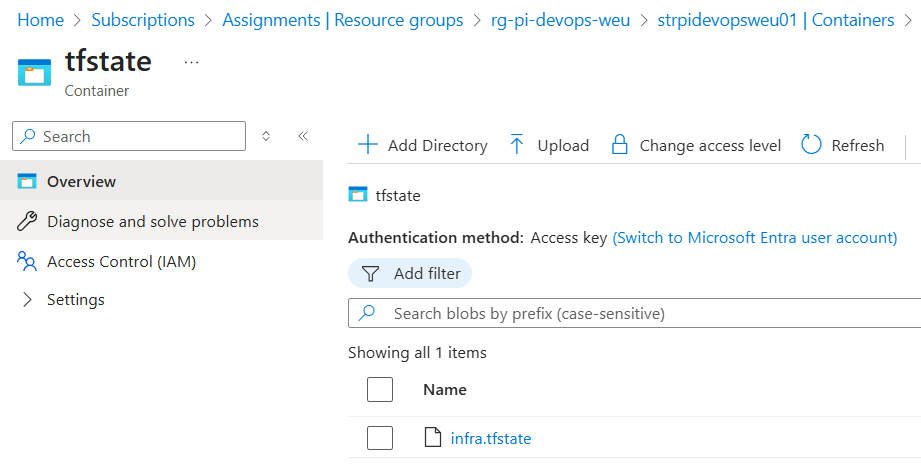 Home > Subscriptions > Assignments | Resource groups > rg-pi-devops-weu > strpidevopsweu01 | Containers >
tfstate ...
Container
Search
Add Directory Upload Change access level Refresh
Overview
Diagnose and solve problems
Access Control (IAM)
Settings
tfstate
Authentication method: Access key (Switch to Microsoft Entra user account)
Add filter
Search blobs by prefix (case-sensitive)
Showing all 1 items
Name
infra.tfstate